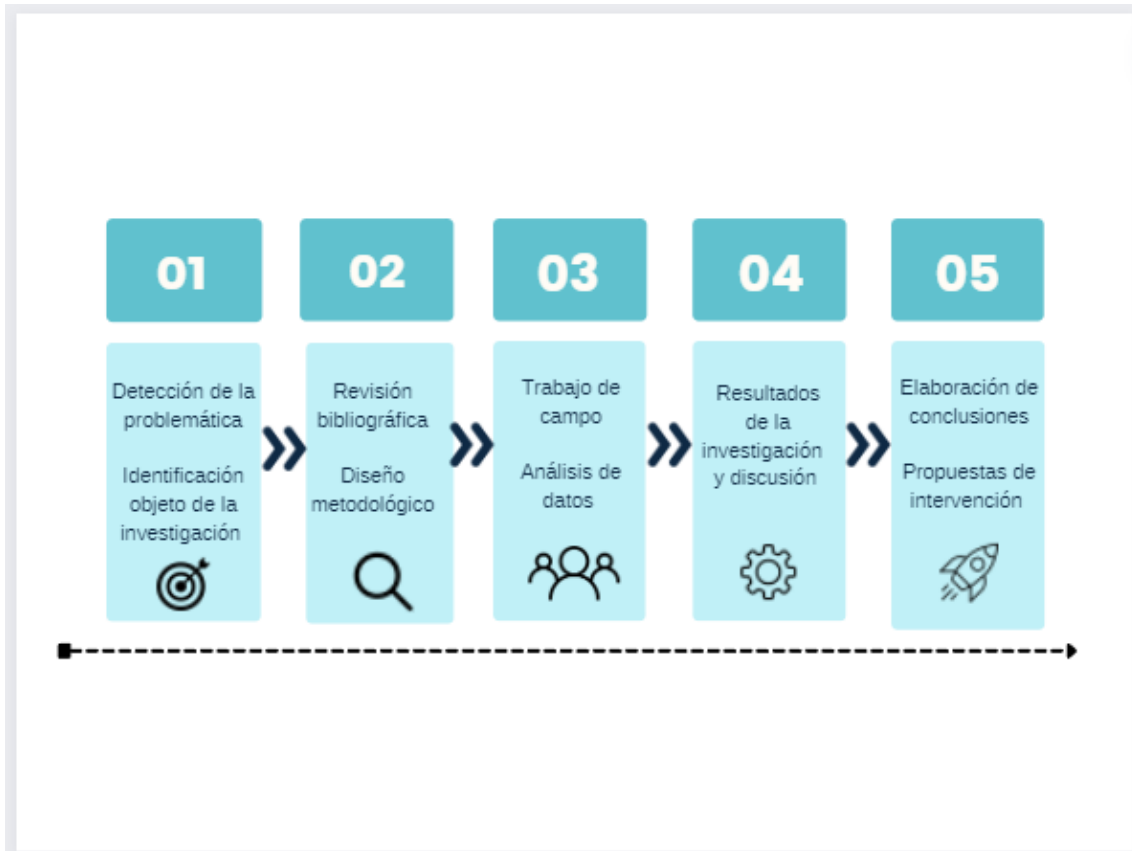 01
Detección de la
problemática
Identificación
objeto de la
investigación
02
Revisión
bibliográfica
Diseño
metodológico
03
Trabajo de
campo
Análisis de
datos
04
Resultados
de la
investigación
y discusión
05
Elaboración de
conclusiones
Propuestas de
intervención